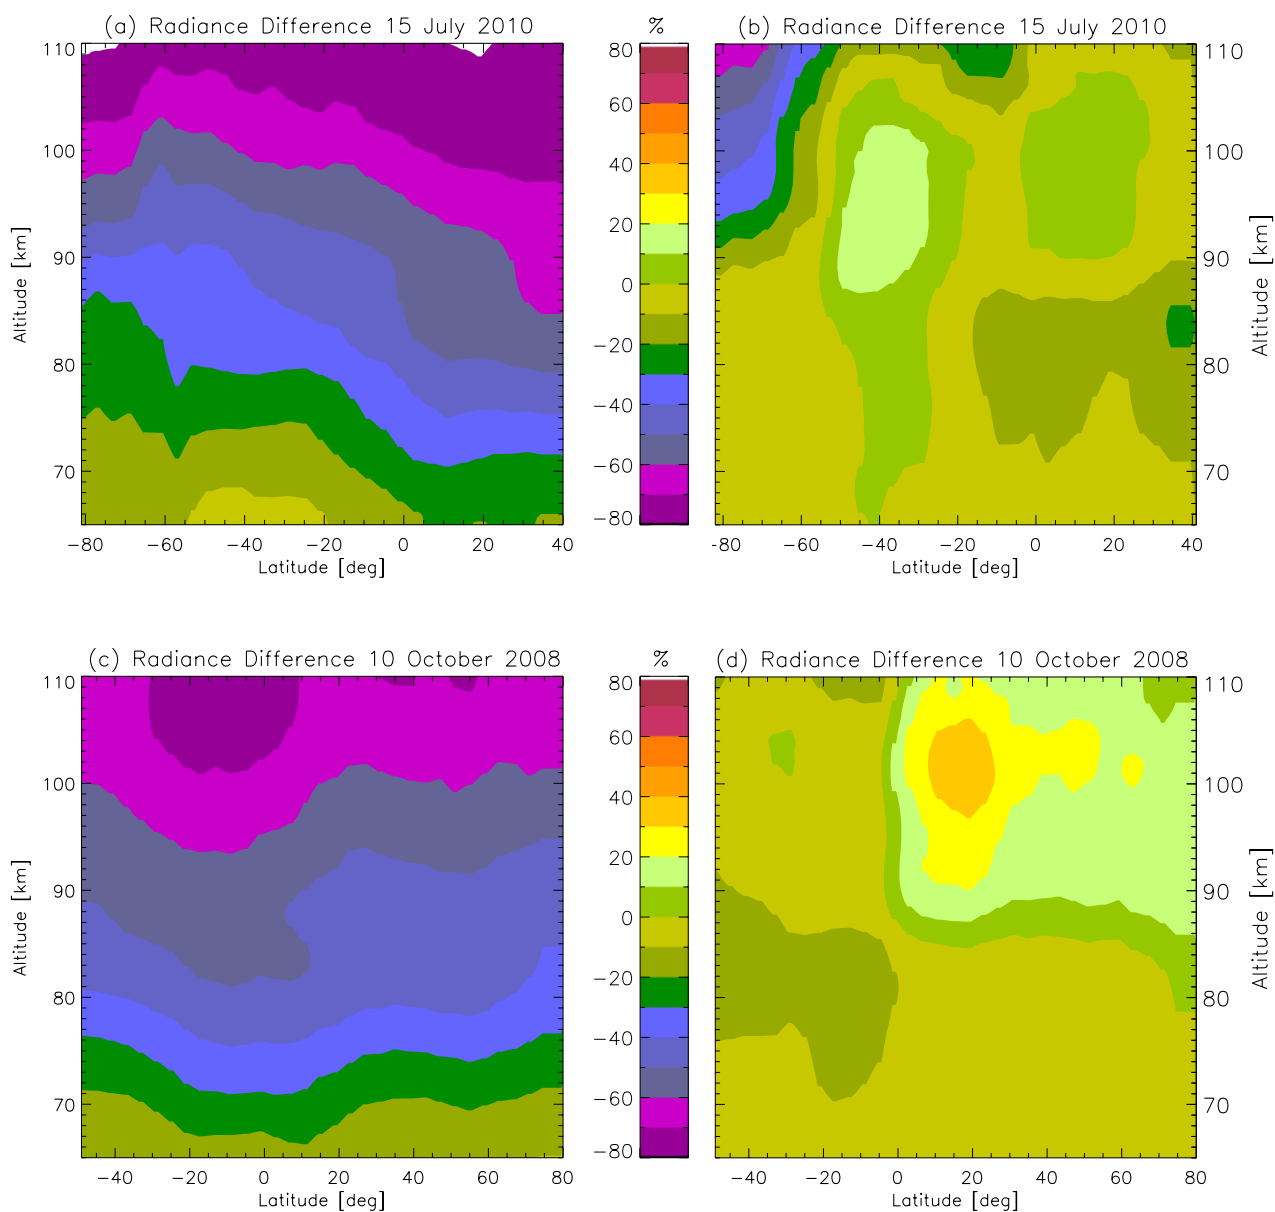 (a) Radiance Difference 15 July 2010
%
(b) Radiance Difference 15 July 2010
110
100
90
80
70
Altitude [km]
−80 −60 −40 −20 0 20 40
Latitude [deg]
80
60
40
20
0
−20
−40
−60
−80
110
100
90
80
70
Altitude [km]
−80 −60 −40 −20 0 20 40
Latitude [deg]
(c) Radiance Difference 10 October 2008
%
(d) Radiance Difference 10 October 2008
110
100
90
80
70
Altitude [km]
−40 −20 0 20 40 60 80
Latitude [deg]
80
60
40
20
0
−20
−40
−60
−80
110
100
90
80
70
Altitude [km]
−40 −20 0 20 40 60 80
Latitude [deg]